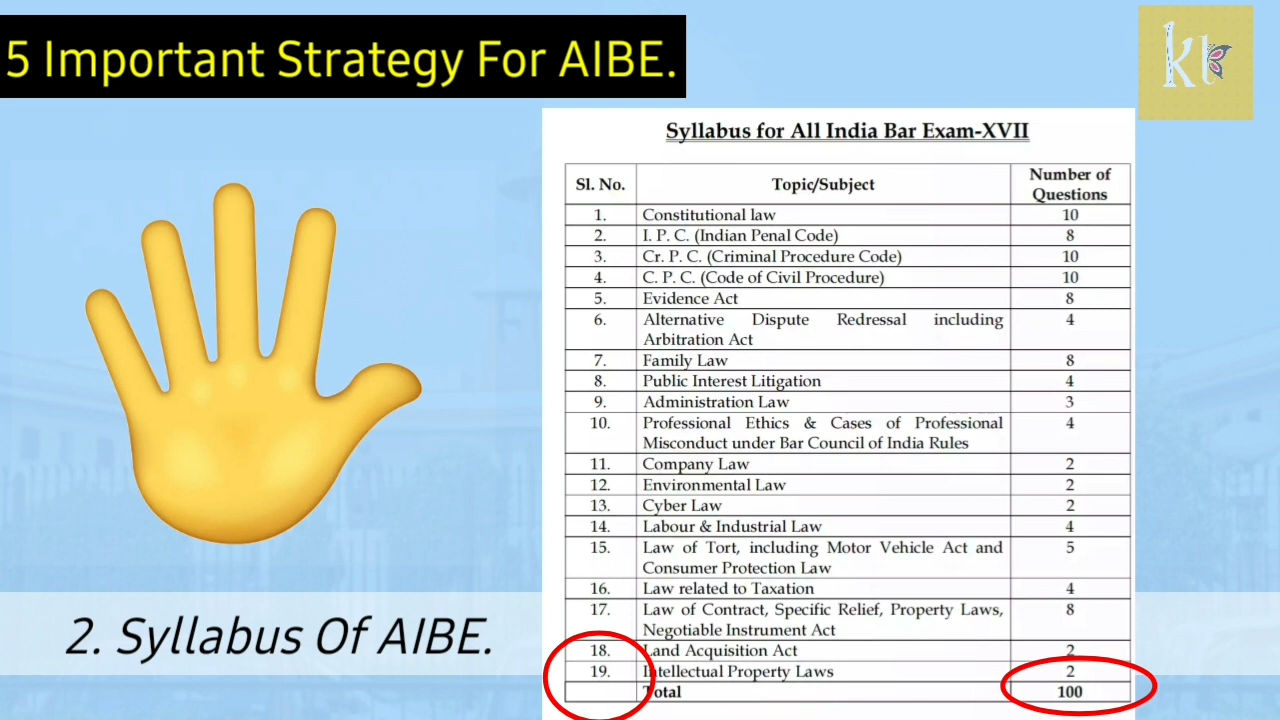 5 Important Strategy For AIBE.
kt
Syllabus for All India Bar Exam-XVII
Sl. No. Topic/Subject Number of Questions
1. Constitutional law 10
2. I. P. C. (Indian Penal Code) 8
3. Cr. P. C. (Criminal Procedure Code) 10
4. C. P. C. (Code of Civil Procedure) 10
5. Evidence Act 8
6. Alternative Dispute Redressal including 4
Arbitration Act
7. Family Law 8
8. Public Interest Litigation 4
9. Administration Law 3
10. Professional Ethics & Cases of Professional 4
Misconduct under Bar Council of India Rules
11. Company Law 2
12. Environmental Law 2
13. Cyber Law 2
14. Labour & Industrial Law 4
15. Law of Tort, including Motor Vehicle Act and 5
Consumer Protection Law
16. Law related to Taxation 4
17. Law of Contract, Specific Relief, Property Laws, 8
Negotiable Instrument Act
18. Land Acquisition Act 2
19. Intellectual Property Laws 2
Total 100
2. Syllabus Of AIBE.